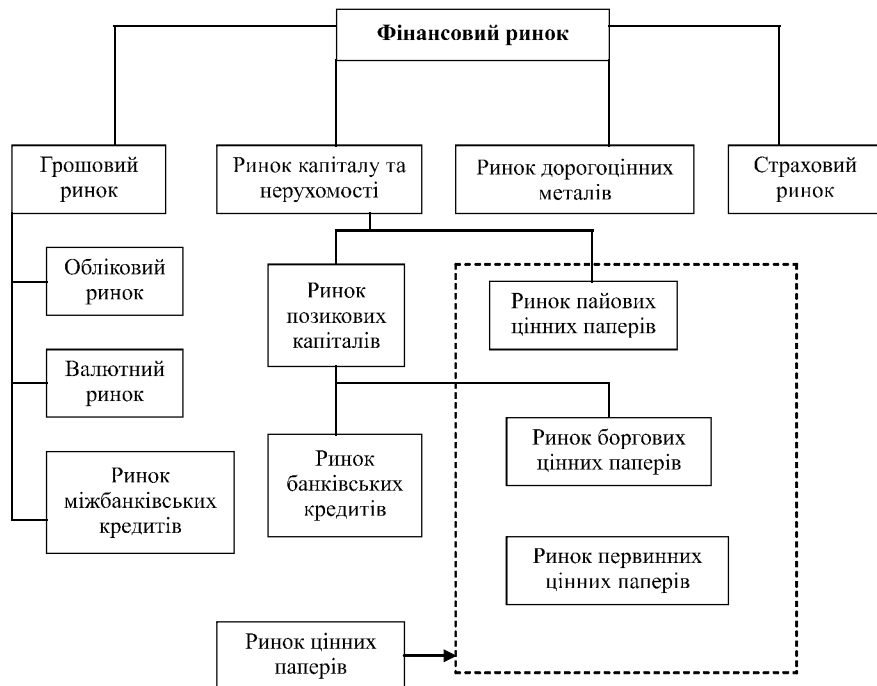 Фінансовий ринок
Грошовий
ринок
Ринок капіталу та
нерухомості
Ринок дорогоцінних
металів
Страховий
ринок
Обліковий
ринок
Валютний
ринок
Ринок
міжбанківських
кредитів
Ринок
позикових
капіталів
Ринок пайових
цінних паперів
Ринок
банківських
кредитів
Ринок боргових
цінних паперів
Ринок первинних
цінних паперів
Ринок цінних
паперів